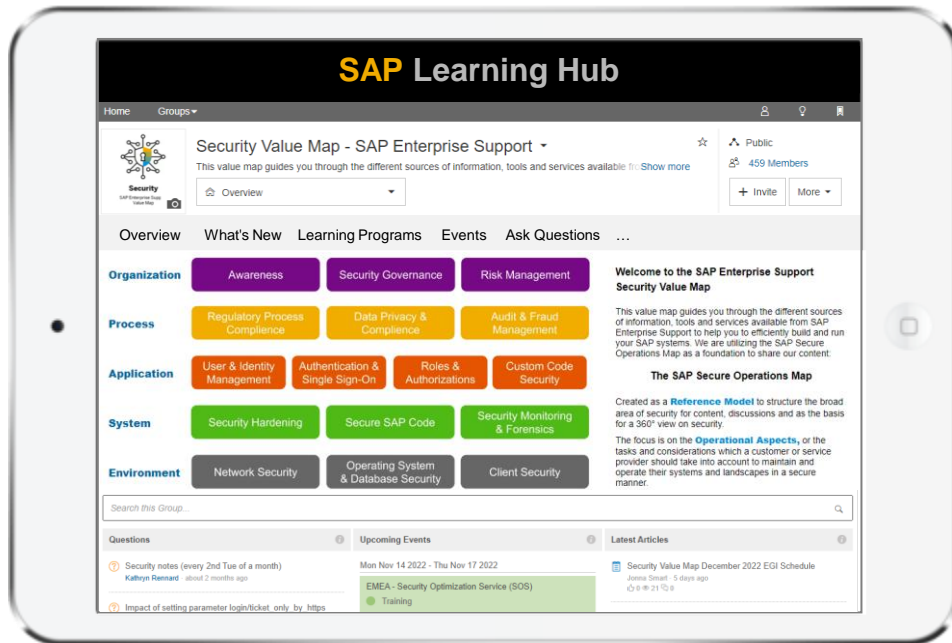 SAP Learning Hub
Home Groups
Security Value Map - SAP Enterprise Support
This value map guides you through the different sources of information, tools and services available fro Show more
Security
SAP Enterprise Supp
Value Map
Overview
Public
459 Members
+ Invite More
Overview What's New Learning Programs Events Ask Questions ...
Organization Awareness Security Governance Risk Management
Process Regulatory Process Complience Data Privacy & Complience Audit & Fraud Management
Application User & Identity Management Authentication & Single Sign-On Roles & Authorizations Custom Code Security
System Security Hardening Secure SAP Code Security Monitoring & Forensics
Environment Network Security Operating System & Database Security Client Security
Welcome to the SAP Enterprise Support
Security Value Map
This value map guides you through the different sources
of information, tools and services available from SAP
Enterprise Support to help you to efficiently build and run
your SAP systems. We are utilizing the SAP Secure
Operations Map as a foundation to share our content:
The SAP Secure Operations Map
Created as a Reference Model to structure the broad
area of security for content, discussions and as the basis
for a 360° view on security.
The focus is on the Operational Aspects, or the
tasks and considerations which a customer or service
provider should take into account to maintain and
operate their systems and landscapes in a secure
manner.
Search this Group...
Questions
Security notes (every 2nd Tue of a month)
Kathryn Rennard · about 2 months ago
Impact of setting parameter login/ticket_only_by_https
Upcoming Events
Mon Nov 14 2022 - Thu Nov 17 2022
EMEA - Security Optimization Service (SOS)
Training
Latest Articles
Security Value Map December 2022 EGI Schedule
Jonna Smart · 5 days ago
0 21 0